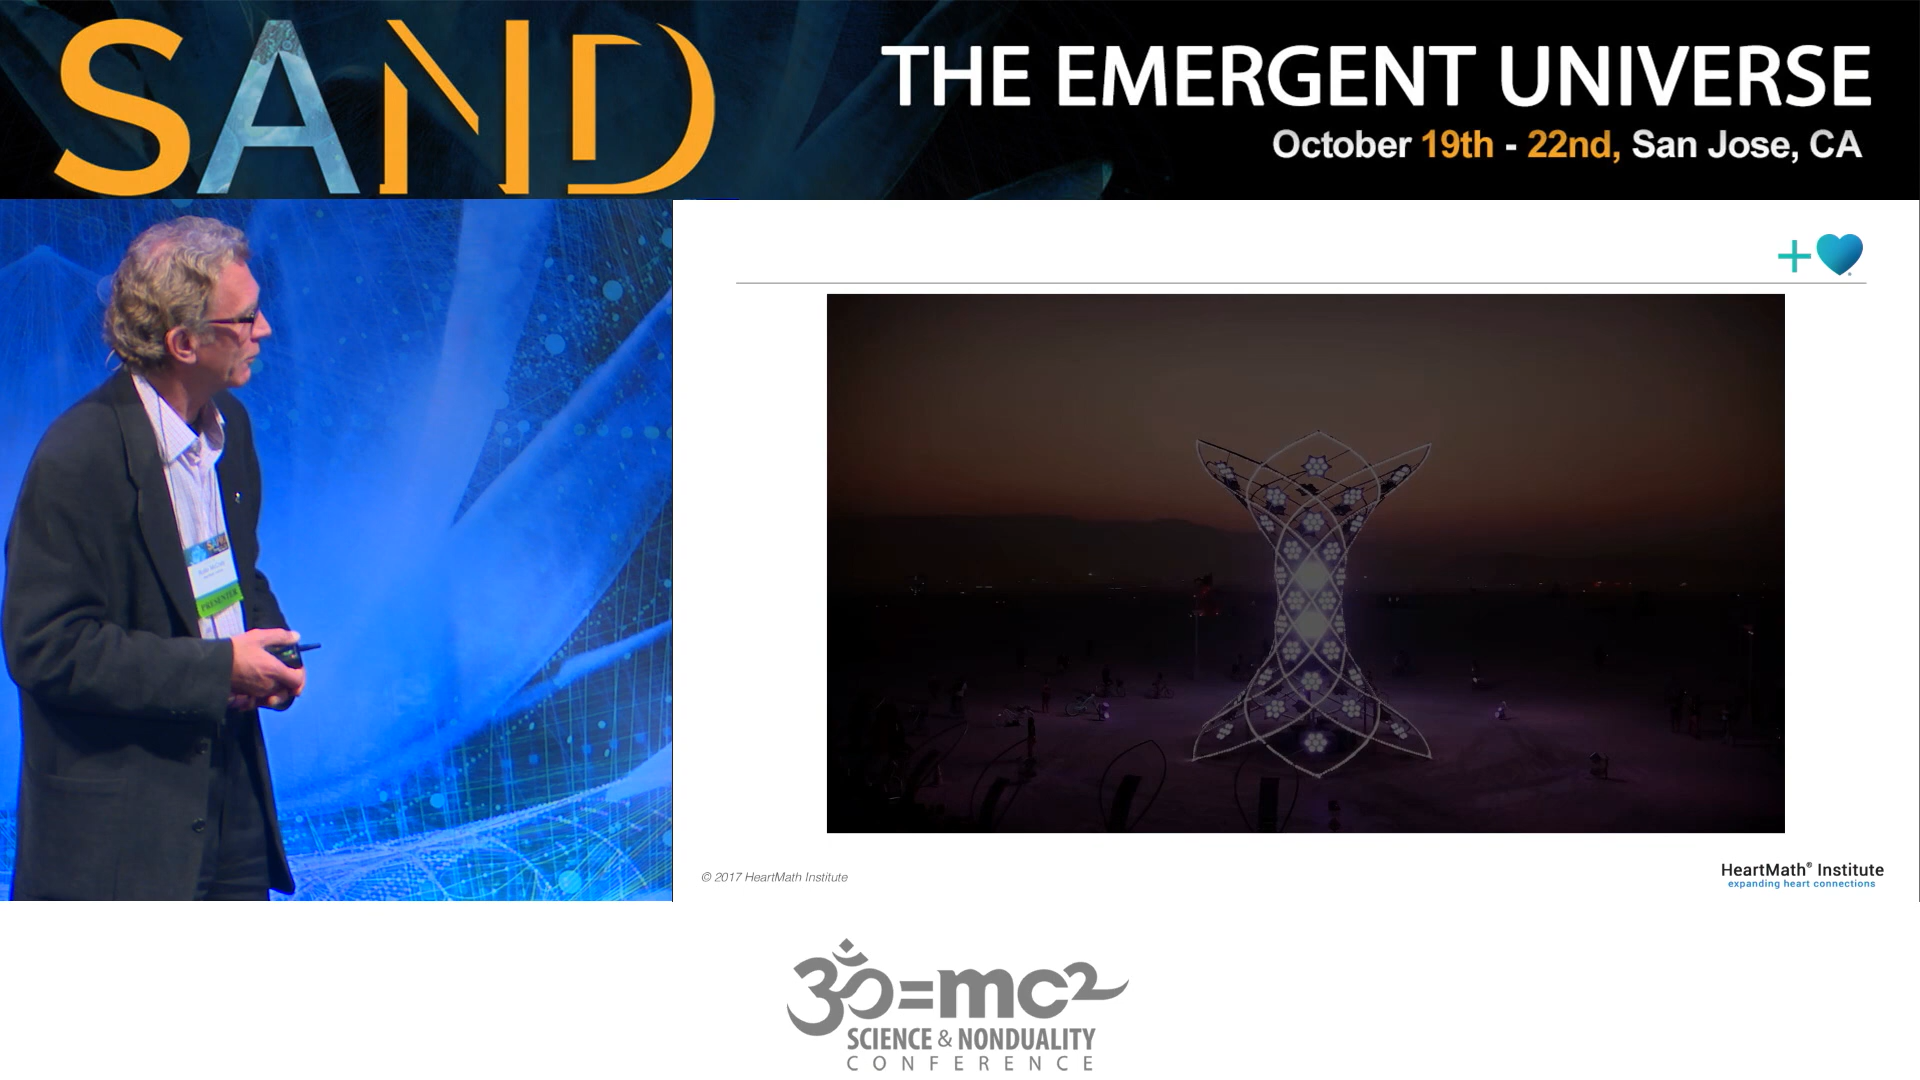 SAND
THE EMERGENT UNIVERSE
October 19th - 22nd, San Jose, CA
PRESENTER
© 2017 HeartMath Institute
HeartMath® Institute
expanding heart connections
ॐ=mc²
SCIENCE & NONDUALITY
CONFERENCE